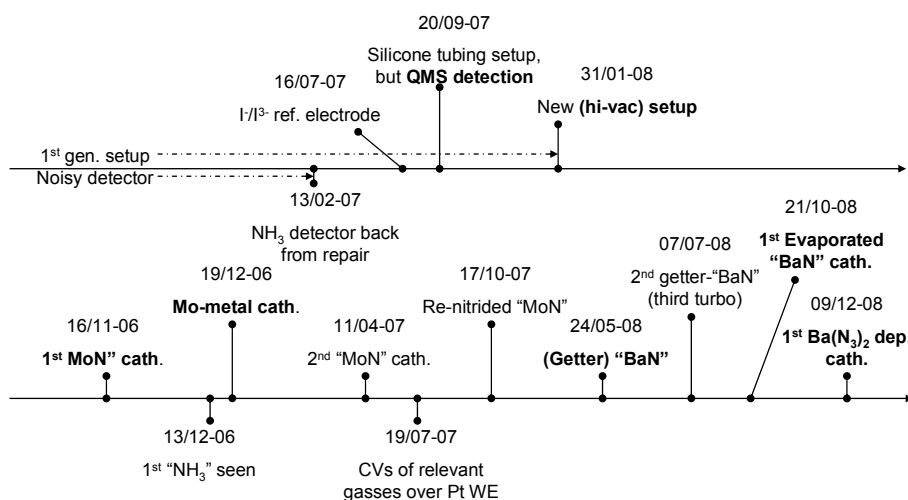 20/09-07
Silicone tubing setup,
but QMS detection
16/07-07
I-/I3- ref. electrode
31/01-08
New (hi-vac) setup
1st gen. setup
Noisy detector
13/02-07
NH3 detector back
from repair
21/10-08
1st Evaporated
“BaN” cath.
07/07-08
2nd getter-“BaN”
(third turbo)
19/12-06
Mo-metal cath.
17/10-07
Re-nitrided “MoN”
09/12-08
1st Ba(N3)2 dep.
cath.
16/11-06
1st MoN” cath.
11/04-07
2nd “MoN” cath.
24/05-08
(Getter) “BaN”
13/12-06
1st “NH3” seen
19/07-07
CVs of relevant
gasses over Pt WE